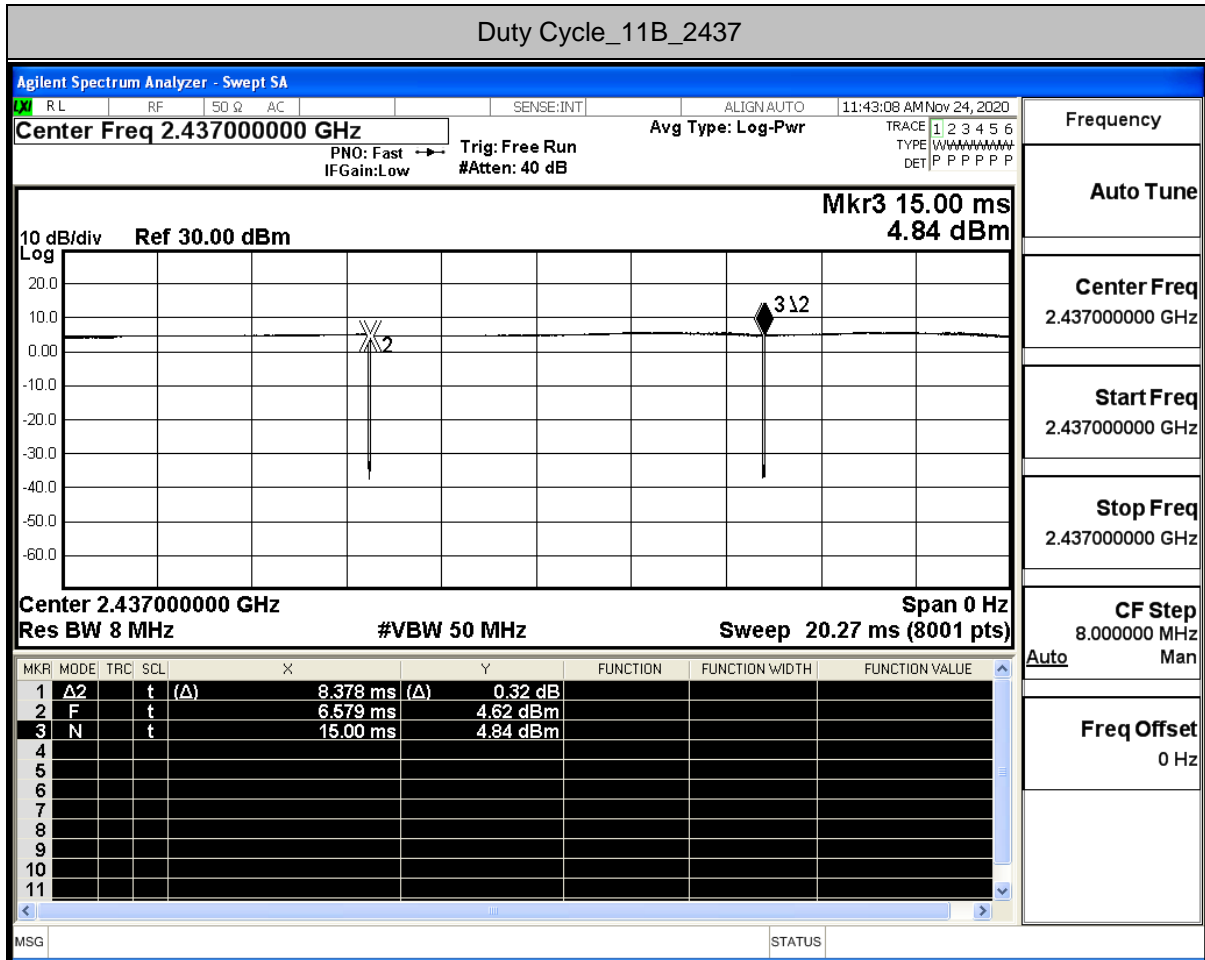 Duty Cycle_11B_2437
Agilent Spectrum Analyzer - Swept SA
LXI RL RF 50 Ω AC SENSE:INT ALIGN AUTO 11:43:08 AM Nov 24, 2020
Center Freq 2.437000000 GHz
PNO: Fast
IFGain:Low
Trig: Free Run
#Atten: 40 dB
Avg Type: Log-Pwr
TRACE 1 2 3 4 5 6
TYPE
DET P P P P P P
Mkr3 15.00 ms
4.84 dBm
10 dB/div Ref 30.00 dBm
Log
20.0
10.0
0.00
-10.0
-20.0
-30.0
-40.0
-50.0
-60.0
2
3Δ2
Center 2.437000000 GHz Span 0 Hz
Res BW 8 MHz #VBW 50 MHz Sweep 20.27 ms (8001 pts)
MKR MODE TRC SCL X Y FUNCTION FUNCTION WIDTH FUNCTION VALUE
1 Δ2 t (Δ) 8.378 ms (Δ) 0.32 dB
2 F t 6.579 ms 4.62 dBm
3 N t 15.00 ms 4.84 dBm
4
5
6
7
8
9
10
11
MSG STATUS
Frequency
Auto Tune
Center Freq
2.437000000 GHz
Start Freq
2.437000000 GHz
Stop Freq
2.437000000 GHz
CF Step
8.000000 MHz
Auto Man
Freq Offset
0 Hz